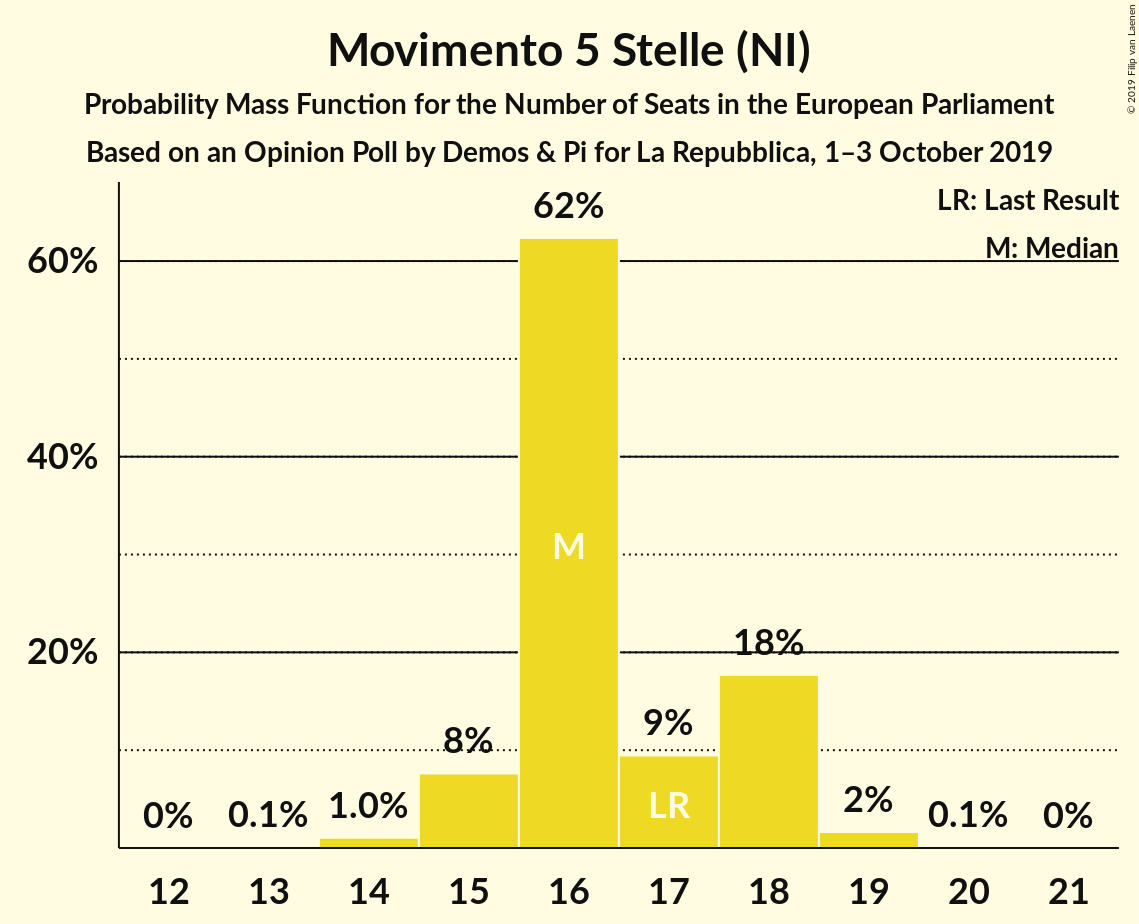 Movimento 5 Stelle (NI)
Probability Mass Function for the Number of Seats in the European Parliament
Based on an Opinion Poll by Demos & Pi for La Repubblica, 1–3 October 2019
© 2019 Filip van Laenen
LR: Last Result
M: Median
60%
40%
20%
0%
0.1%
1.0%
8%
62%
9%
18%
2%
0.1%
0%
M
LR
12 13 14 15 16 17 18 19 20 21